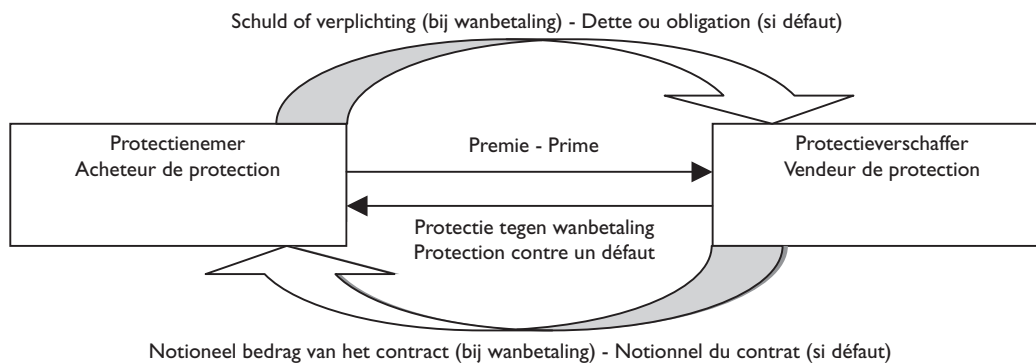 Schuld of verplichting (bij wanbetaling) - Dette ou obligation (si défaut)
Protectienemer
Acheteur de protection
Premie - Prime
Protectieverschaffer
Vendeur de protection
Protectie tegen wanbetaling
Protection contre un défaut
Notioneel bedrag van het contract (bij wanbetaling) - Notionnel du contrat (si défaut)